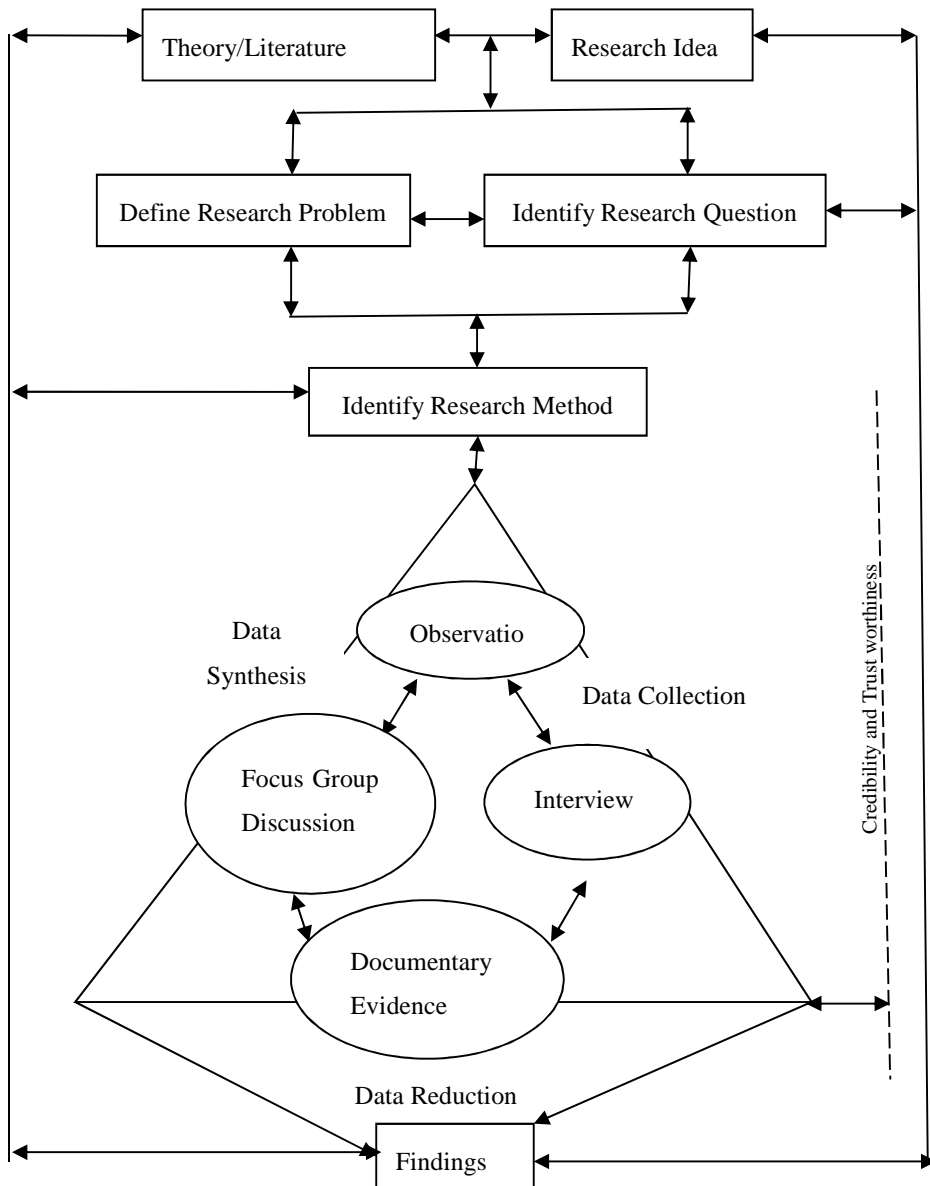 Theory/Literature
Research Idea
Define Research Problem
Identify Research Question
Identify Research Method
Observatio
Data
Synthesis
Data Collection
Credibility and Trust worthiness
Focus Group
Discussion
Interview
Documentary
Evidence
Data Reduction
Findings